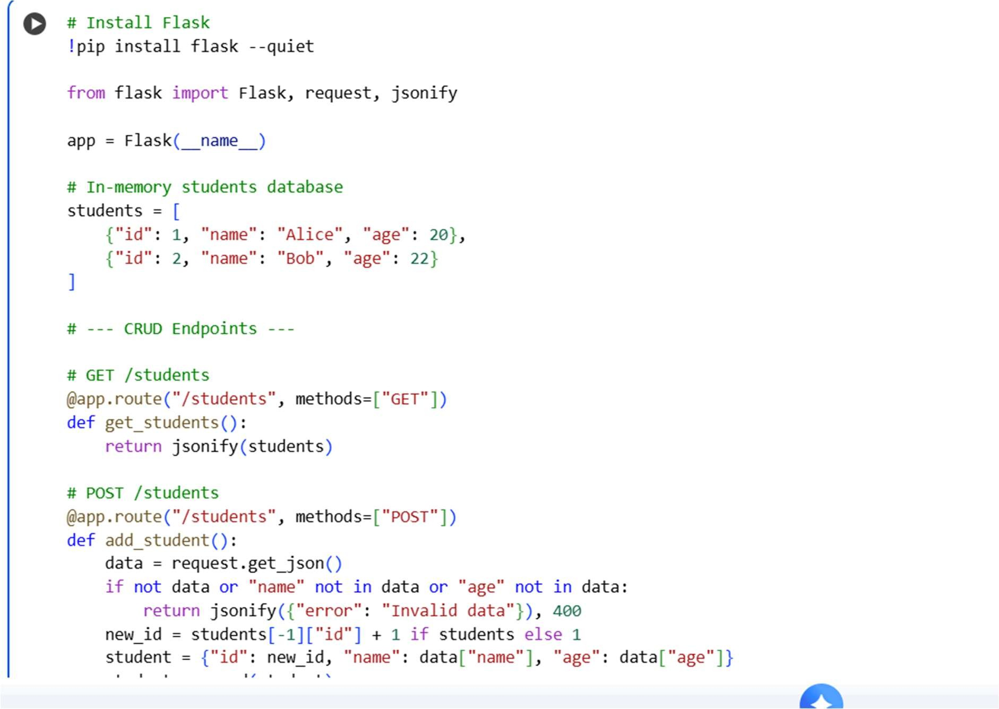 # Install Flask
!pip install flask --quiet

from flask import Flask, request, jsonify

app = Flask(__name__)

# In-memory students database
students = [
    {"id": 1, "name": "Alice", "age": 20},
    {"id": 2, "name": "Bob", "age": 22}
]

# --- CRUD Endpoints ---

# GET /students
@app.route("/students", methods=["GET"])
def get_students():
    return jsonify(students)

# POST /students
@app.route("/students", methods=["POST"])
def add_student():
    data = request.get_json()
    if not data or "name" not in data or "age" not in data:
        return jsonify({"error": "Invalid data"}), 400
    new_id = students[-1]["id"] + 1 if students else 1
    student = {"id": new_id, "name": data["name"], "age": data["age"]}